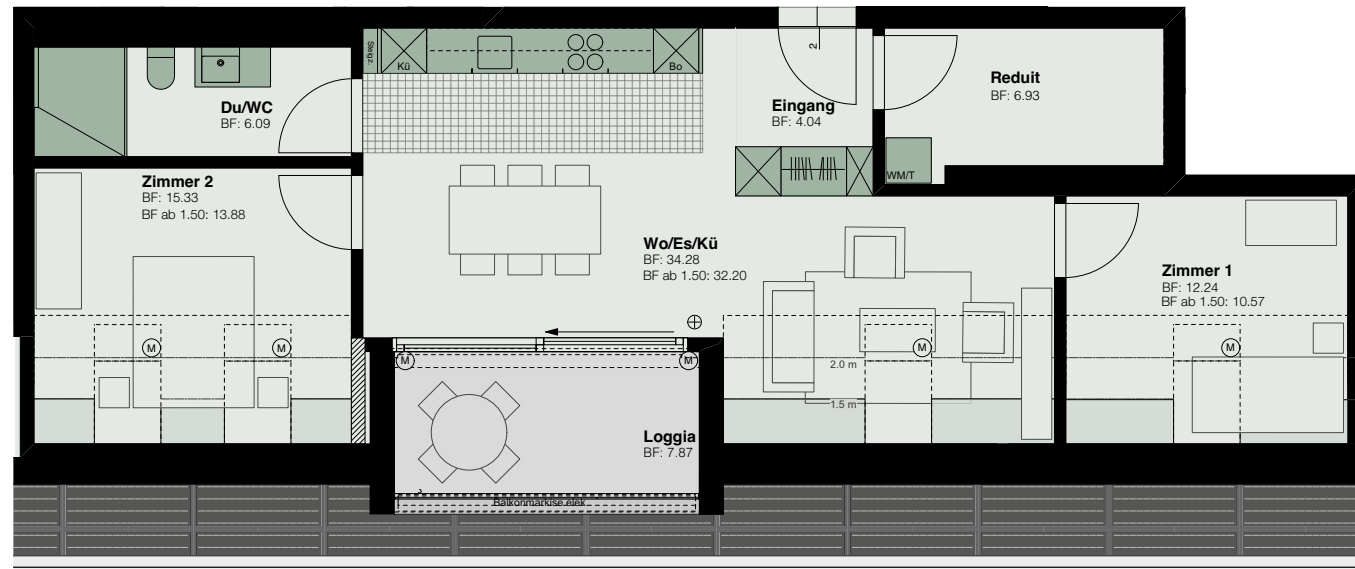 Steigz.
Kü
Bo
2
Du/WC
BF: 6.09
Eingang
BF: 4.04
Reduit
BF: 6.93
WM/T
Zimmer 2
BF: 15.33
BF ab 1.50: 13.88
Wo/Es/Kü
BF: 34.28
BF ab 1.50: 32.20
Zimmer 1
BF: 12.24
BF ab 1.50: 10.57
M
M
M
M
M
M
2.0 m
1.5 m
Loggia
BF: 7.87
Balkonmarkise elek.